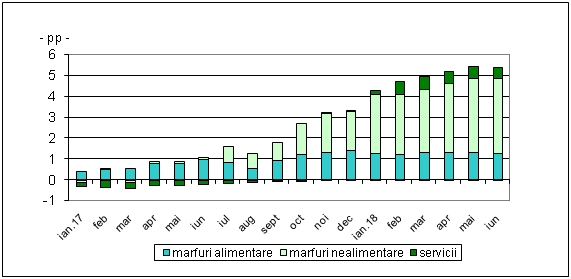 - pp -
6
5
4
3
2
1
0
-1
ian.17 feb mar apr mai iun iul aug sept oct noi dec ian.18 feb mar apr mai iun
marfuri alimentare marfuri nealimentare servicii